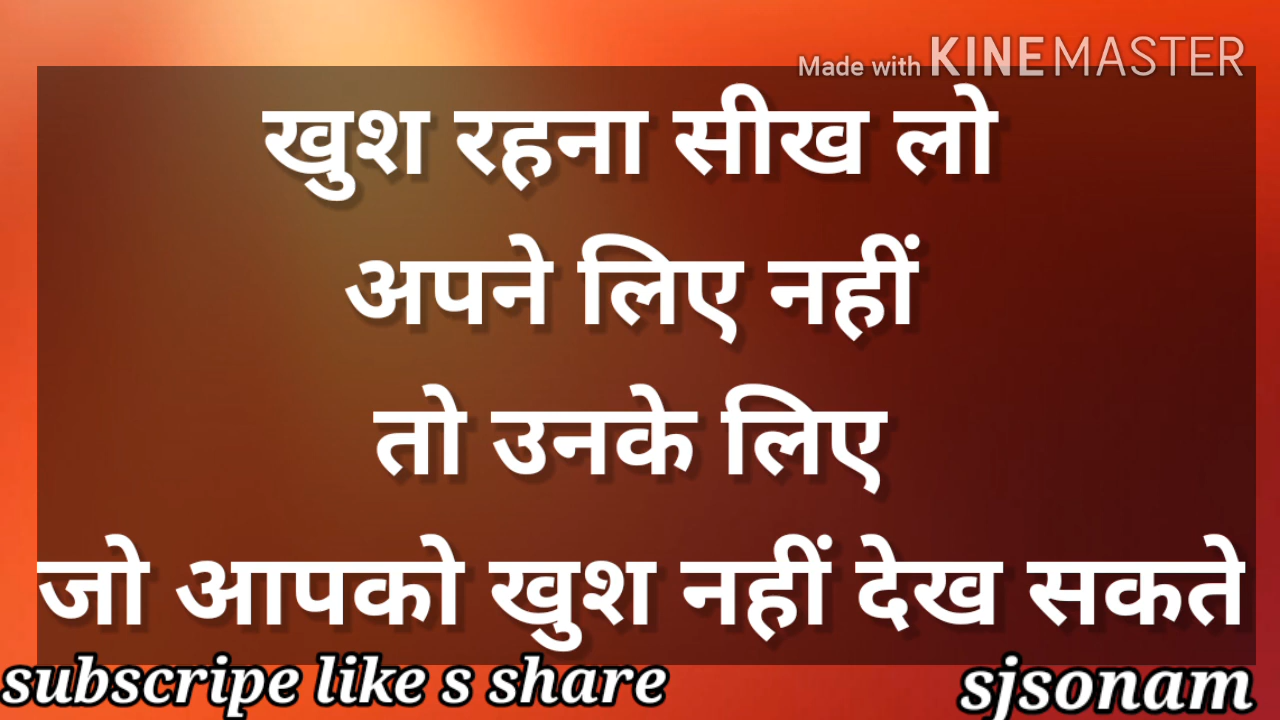 Made with KINEMASTER
खुश रहना सीख लो
अपने लिए नहीं
तो उनके लिए
जो आपको खुश नहीं देख सकते
subscripe like s share sjsonam